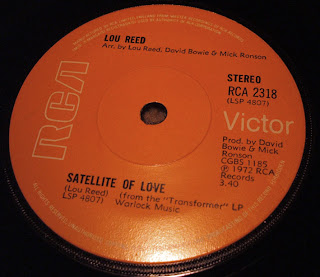 LOU REED
Arr. by Lou Reed, David Bowie & Mick Ronson
STEREO
RCA 2318
(LSP 4807)
RCA
Victor
Prod. by David
Bowie & Mick
Ronson
CGBS 1185
℗ 1972 RCA
Records
3.40
SATELLITE OF LOVE
(Lou Reed) (from the "Transformer" LP
LSP 4807) Warlock Music